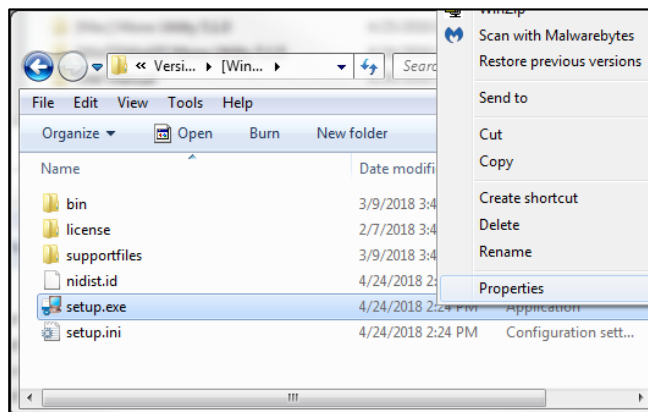 WinZip
Scan with Malwarebytes
Restore previous versions
Send to
Cut
Copy
Create shortcut
Delete
Rename
Properties
« Versi... [Win... Searc
File Edit View Tools Help
Organize Open Burn New folder
Name Date modifi
bin 3/9/2018 3:4
license 2/7/2018 3:4
supportfiles 3/9/2018 3:4
nidist.id 4/24/2018 2:
setup.exe 4/24/2018 2:24 PM Application
setup.ini 4/24/2018 2:24 PM Configuration sett...